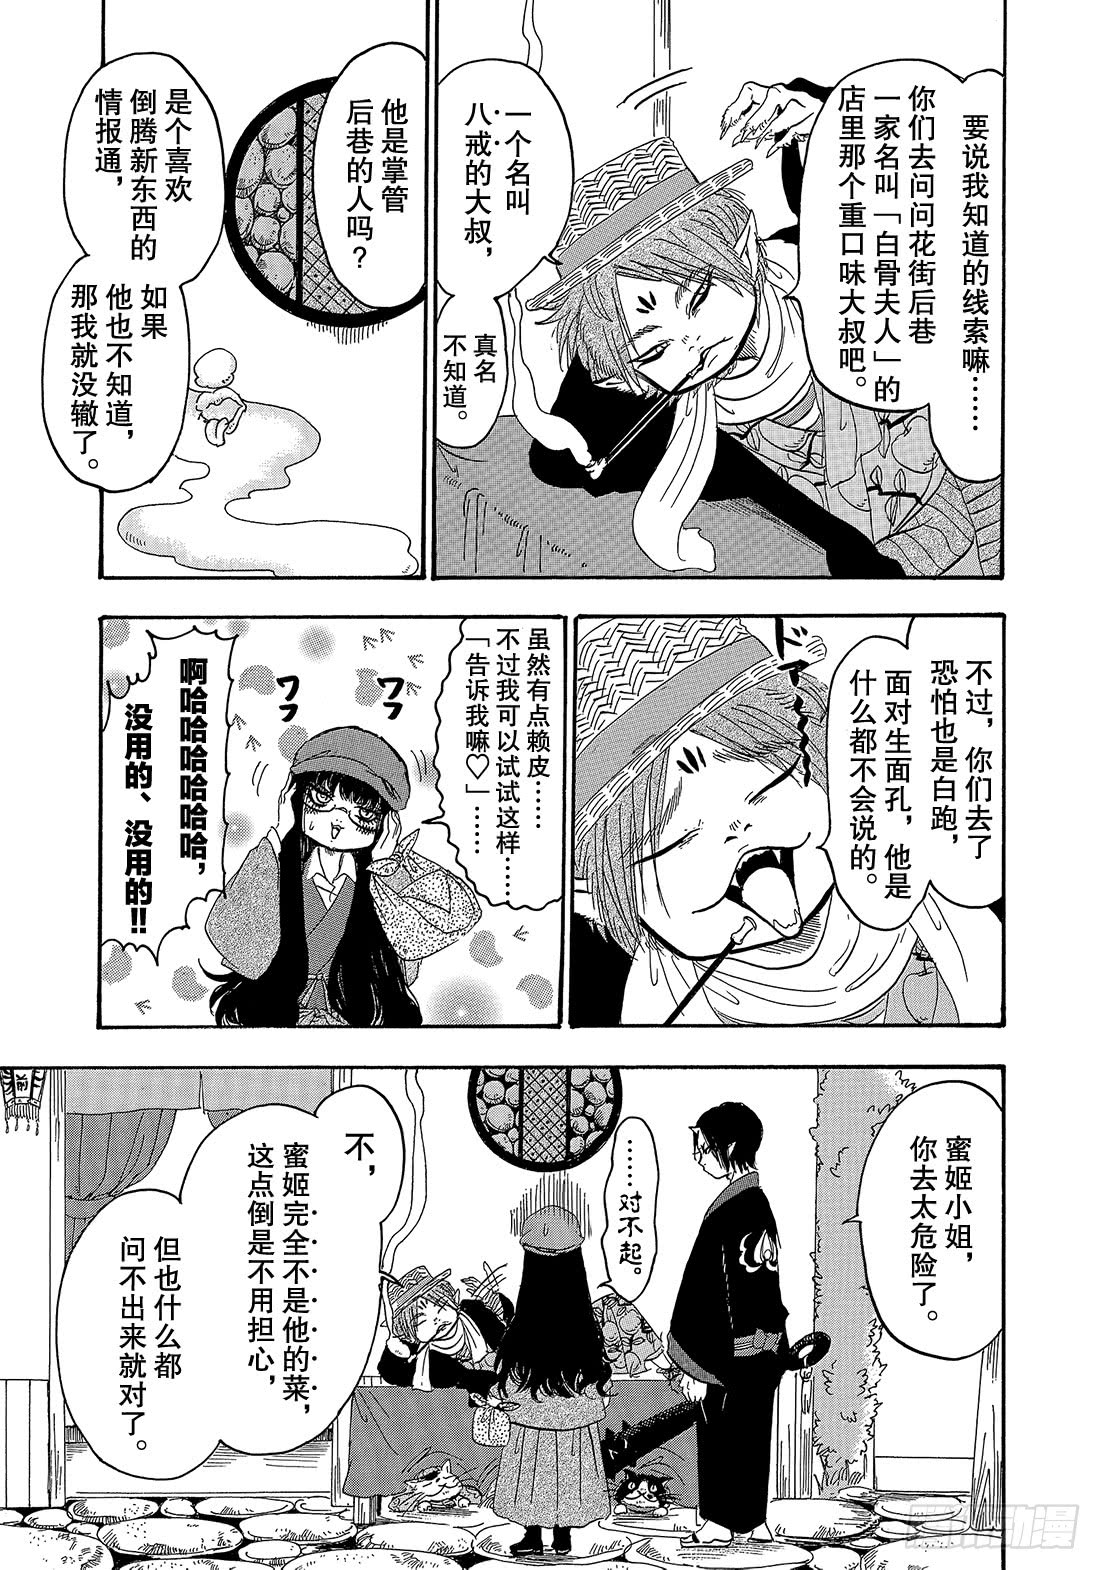 要说我知道的线索嘛……
你们去问问花街后巷
一家名叫「白骨夫人」的
店里那个重口味大叔吧。
一个名叫
八戒的大叔，
真名
不知道。
他是掌管
后巷的人吗？
是个喜欢
倒腾新东西的
情报通，
如果
他也不知道，
那我就没辙了。
不过，你们去了
恐怕也是白跑，
面对生面孔，他是
什么都不会说的。
虽然有点赖皮……
不过我可以试试这样……
「告诉我嘛♡」……
ワフ
ワフ
啊哈哈哈哈哈哈，
没用的、没用的！！
蜜姬小姐，
你去太危险了。
……对不起。
不，
蜜姬完全不是他的菜，
这点倒是不用担心，
但也什么都
问不出来就对了。
前